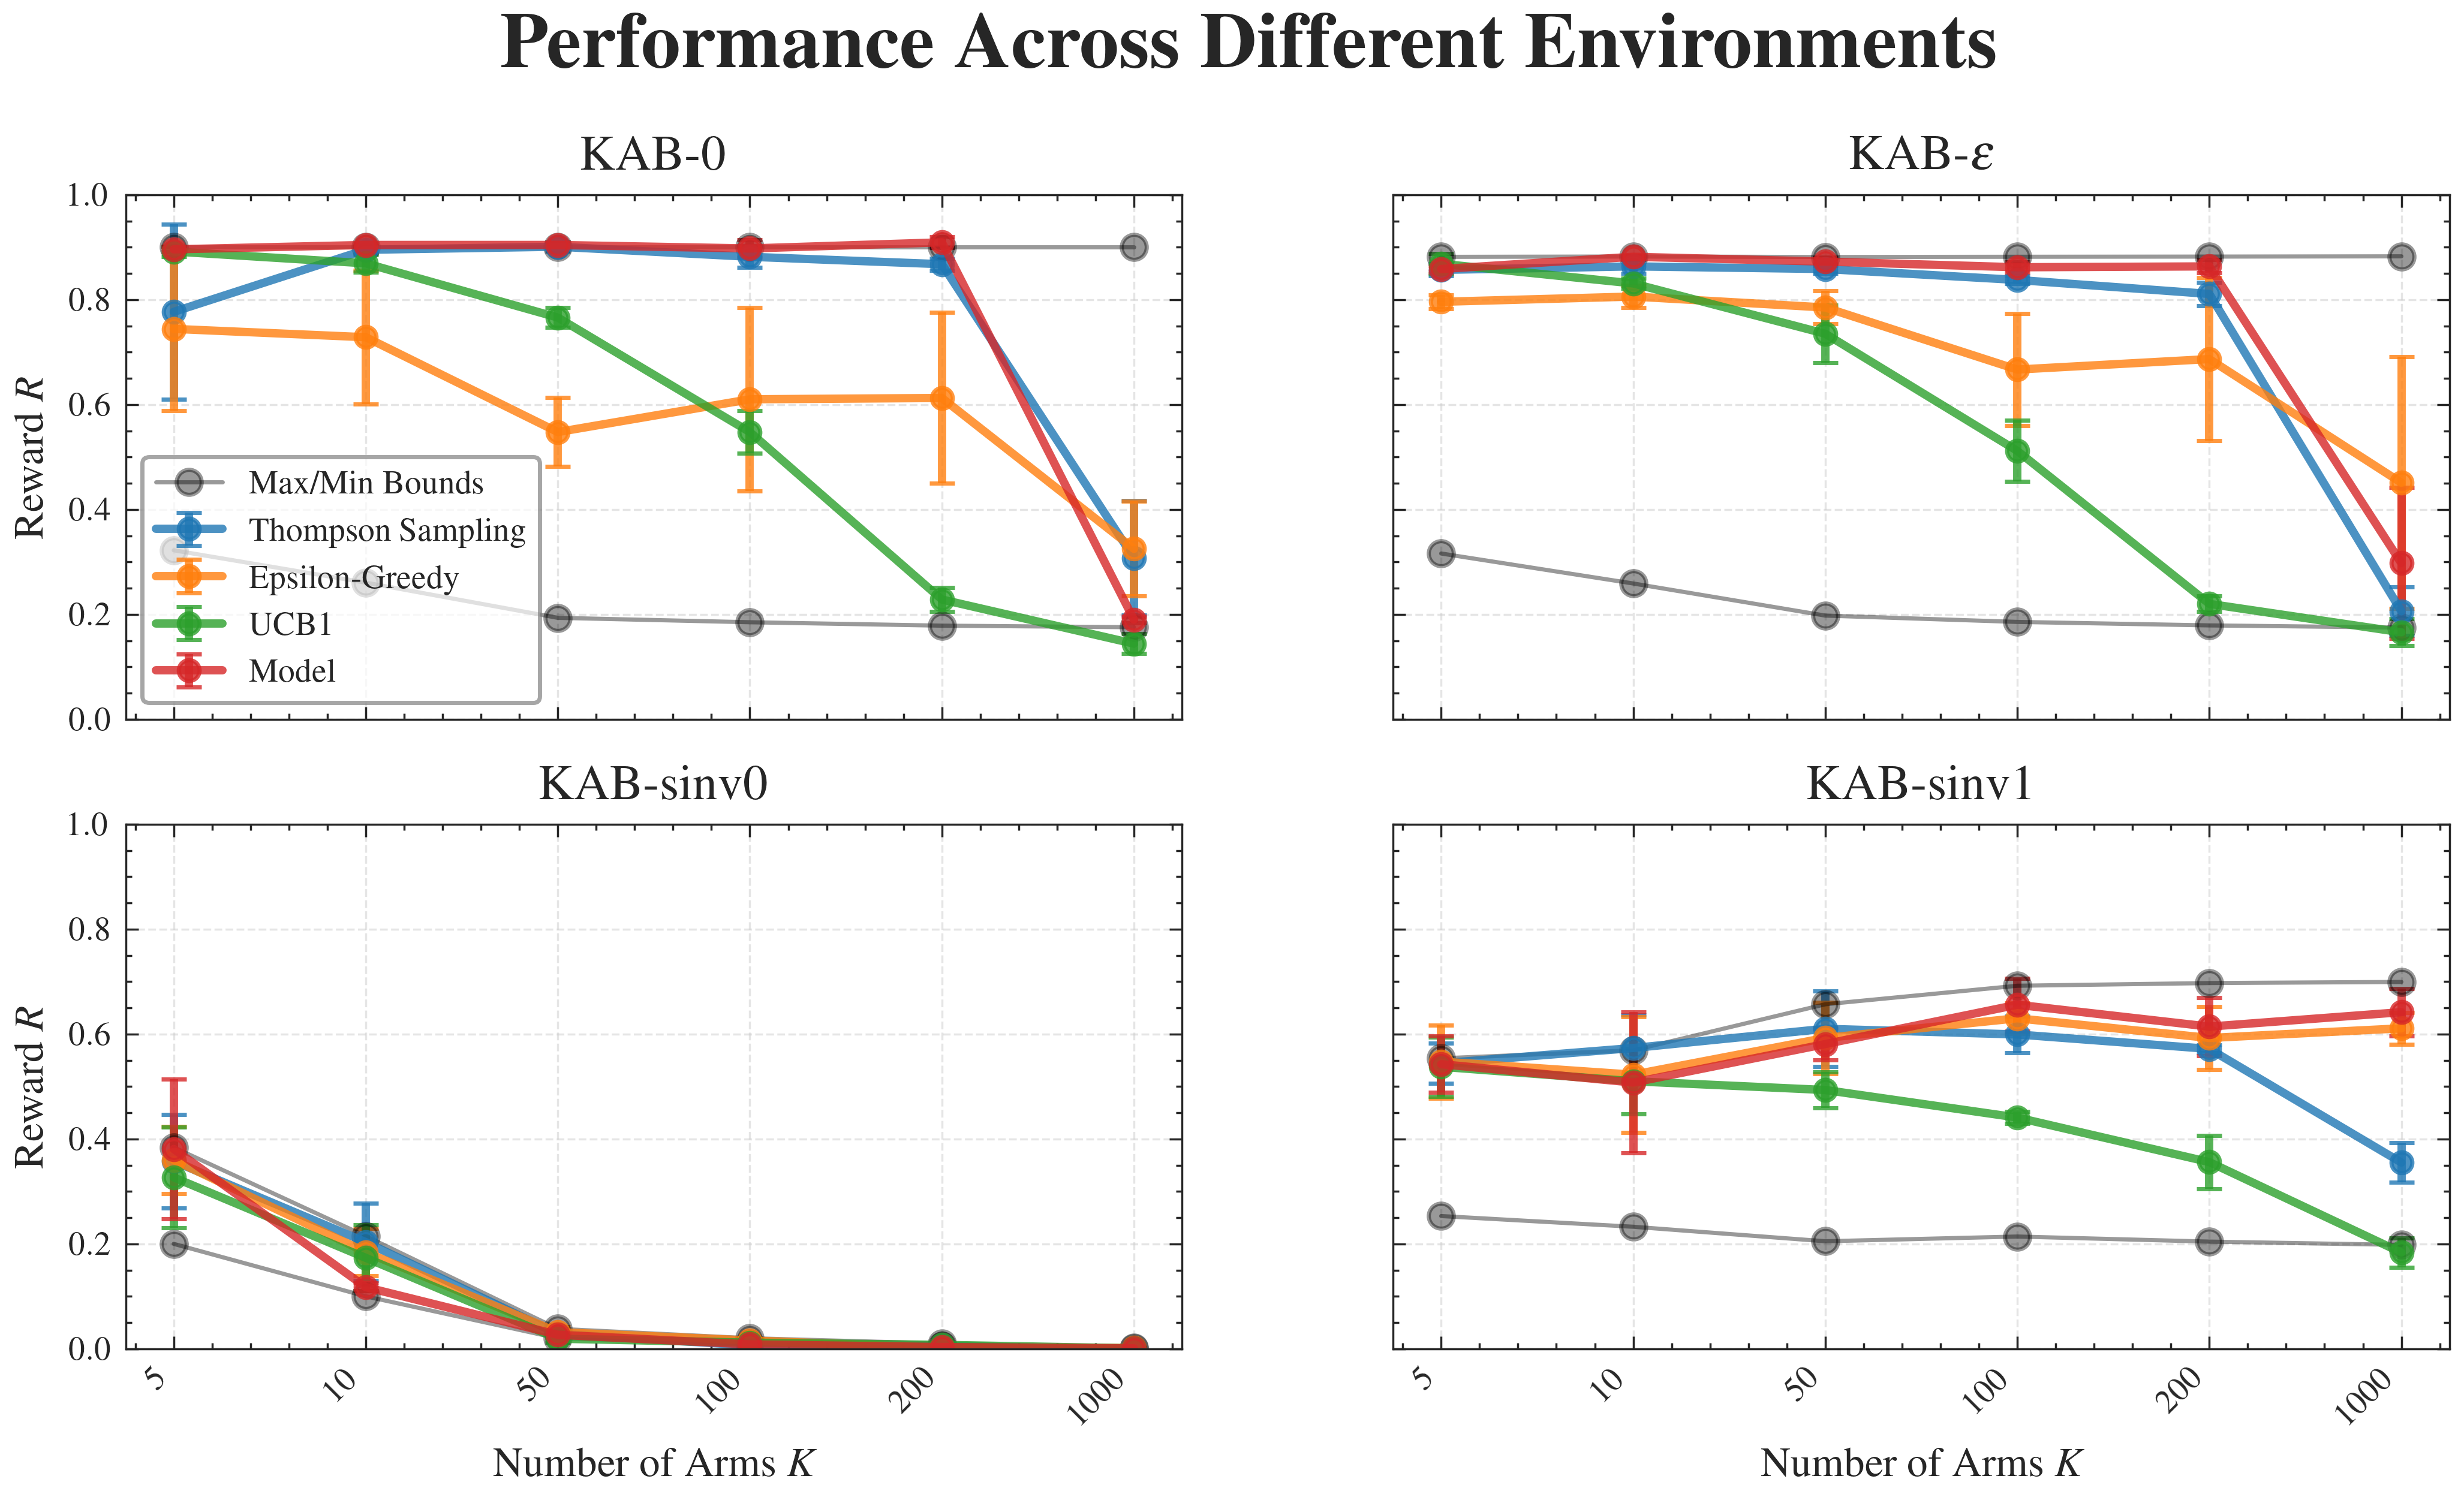 Performance Across Different Environments
KAB-0
1.0
0.8
0.6
0.4
0.2
0.0
Reward R
Max/Min Bounds
Thompson Sampling
Epsilon-Greedy
UCB1
Model
KAB-ε
KAB-sinv0
1.0
0.8
0.6
0.4
0.2
0.0
Reward R
5 10 50 100 200 1000
Number of Arms K
KAB-sinv1
5 10 50 100 200 1000
Number of Arms K